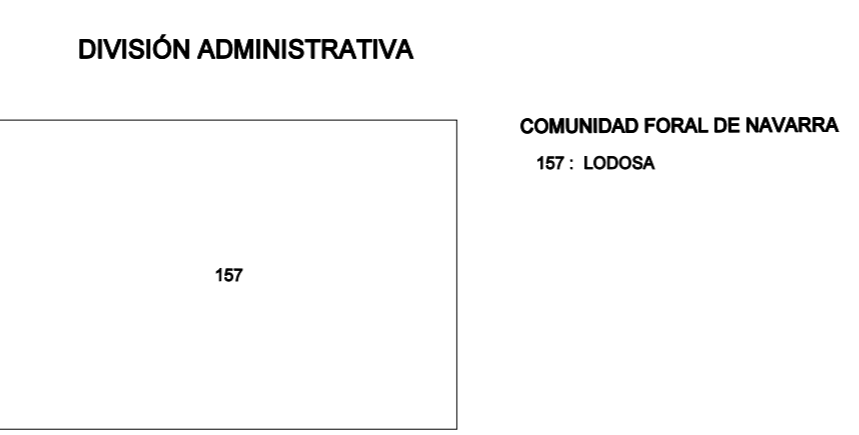 DIVISIÓN ADMINISTRATIVA
COMUNIDAD FORAL DE NAVARRA
157 : LODOSA
157